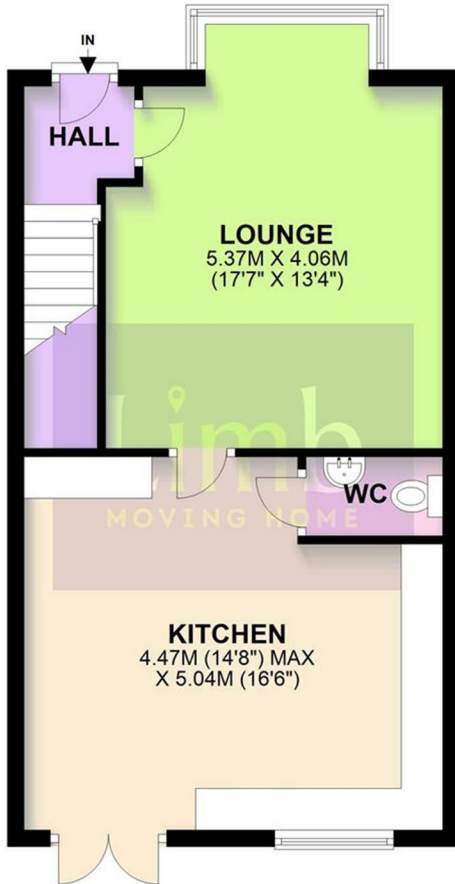 IN
HALL
LOUNGE
5.37M X 4.06M
(17'7" X 13'4")
Limb
MOVING HOME
WC
KITCHEN
4.47M (14'8") MAX
X 5.04M (16'6")